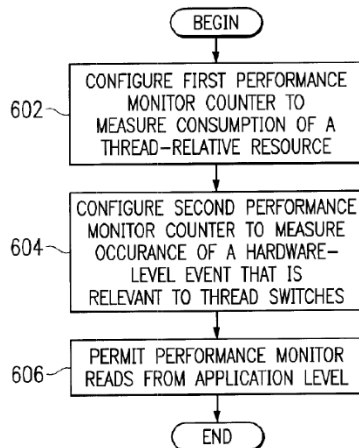 BEGIN
602
CONFIGURE FIRST PERFORMANCE
MONITOR COUNTER TO
MEASURE CONSUMPTION OF A
THREAD-RELATIVE RESOURCE
604
CONFIGURE SECOND PERFORMANCE
MONITOR COUNTER TO MEASURE
OCCURANCE OF A HARDWARE-
LEVEL EVENT THAT IS
RELEVANT TO THREAD SWITCHES
606
PERMIT PERFORMANCE MONITOR
READS FROM APPLICATION LEVEL
END